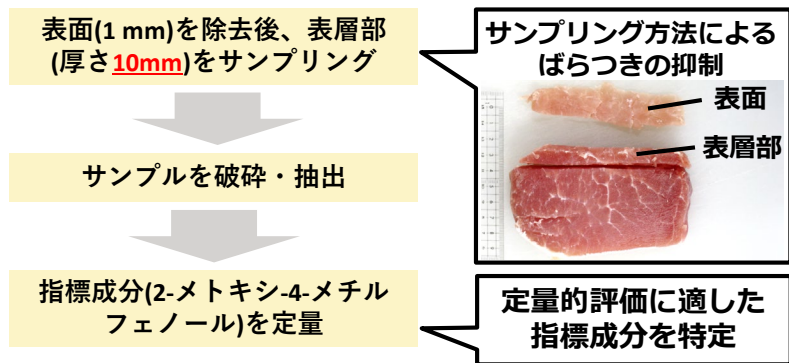 表面(1 mm)を除去後、表層部
(厚さ10mm)をサンプリング
サンプルを破砕・抽出
指標成分(2-メトキシ-4-メチル
フェノール)を定量
サンプリング方法による
ばらつきの抑制
表面
表層部
定量的評価に適した
指標成分を特定